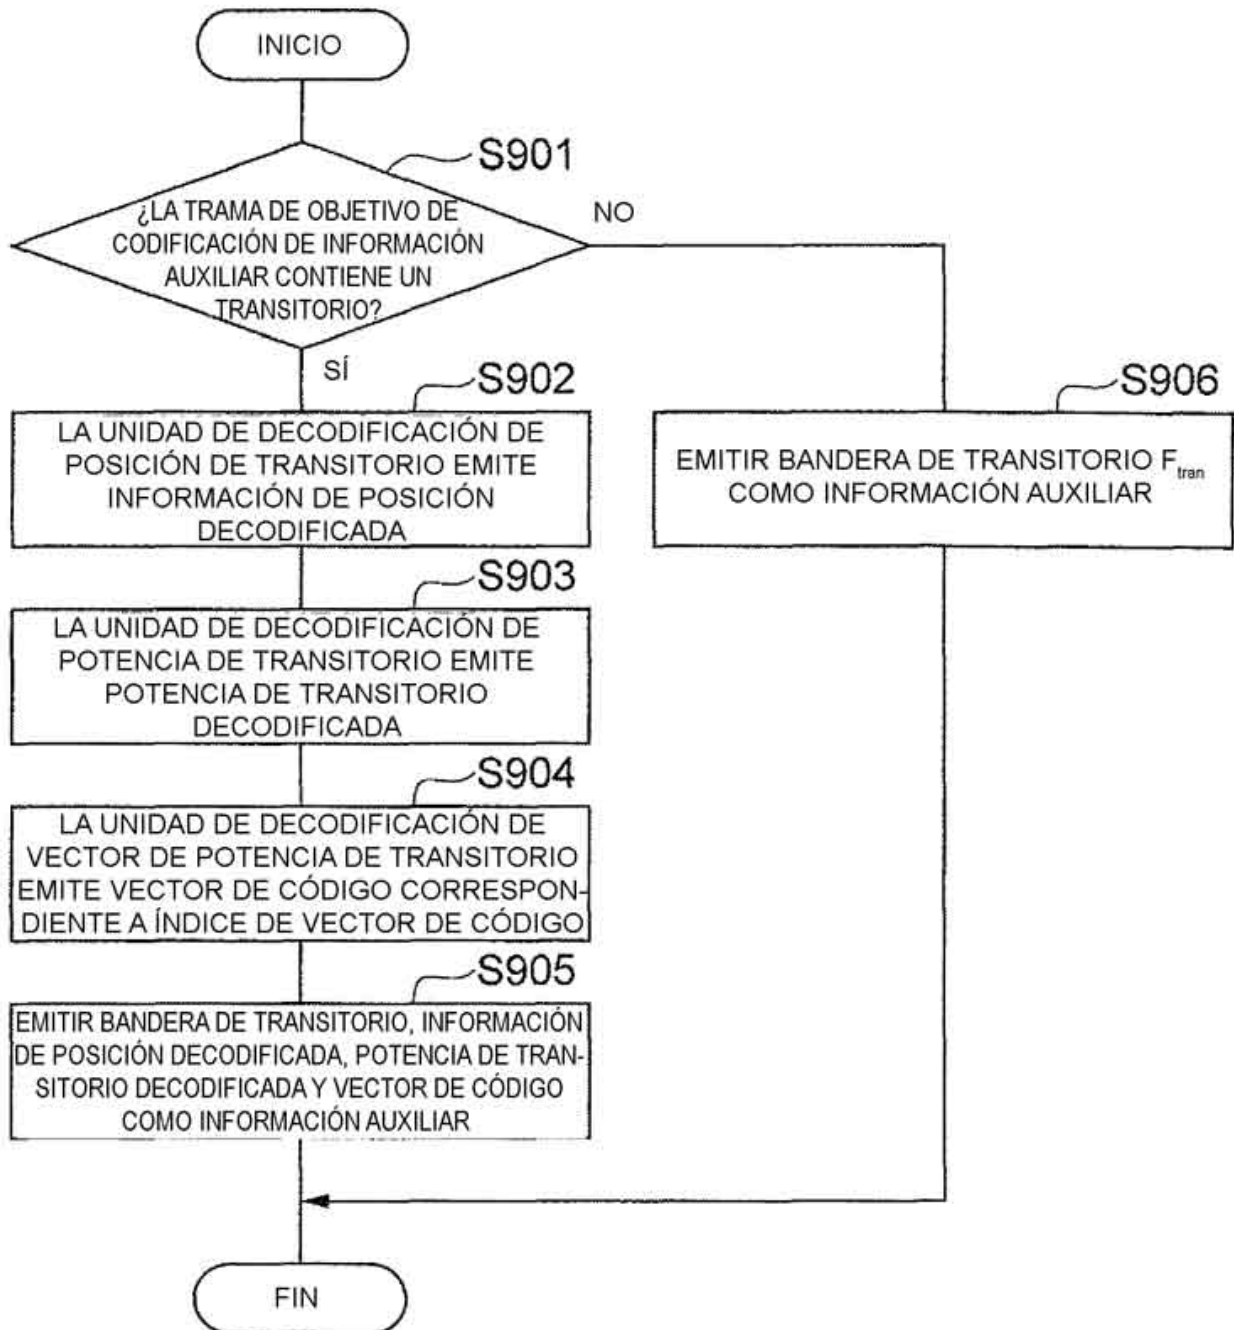 INICIO
S901
¿LA TRAMA DE OBJETIVO DE
CODIFICACIÓN DE INFORMACIÓN
AUXILIAR CONTIENE UN
TRANSITORIO?
NO
SÍ
S902
LA UNIDAD DE DECODIFICACIÓN DE
POSICIÓN DE TRANSITORIO EMITE
INFORMACIÓN DE POSICIÓN
DECODIFICADA
S906
EMITIR BANDERA DE TRANSITORIO F_tran
COMO INFORMACIÓN AUXILIAR
S903
LA UNIDAD DE DECODIFICACIÓN DE
POTENCIA DE TRANSITORIO EMITE
POTENCIA DE TRANSITORIO
DECODIFICADA
S904
LA UNIDAD DE DECODIFICACIÓN DE
VECTOR DE POTENCIA DE TRANSITORIO
EMITE VECTOR DE CÓDIGO CORRESPON-
DIENTE A ÍNDICE DE VECTOR DE CÓDIGO
S905
EMITIR BANDERA DE TRANSITORIO, INFORMACIÓN
DE POSICIÓN DECODIFICADA, POTENCIA DE TRAN-
SITORIO DECODIFICADA Y VECTOR DE CÓDIGO
COMO INFORMACIÓN AUXILIAR
FIN